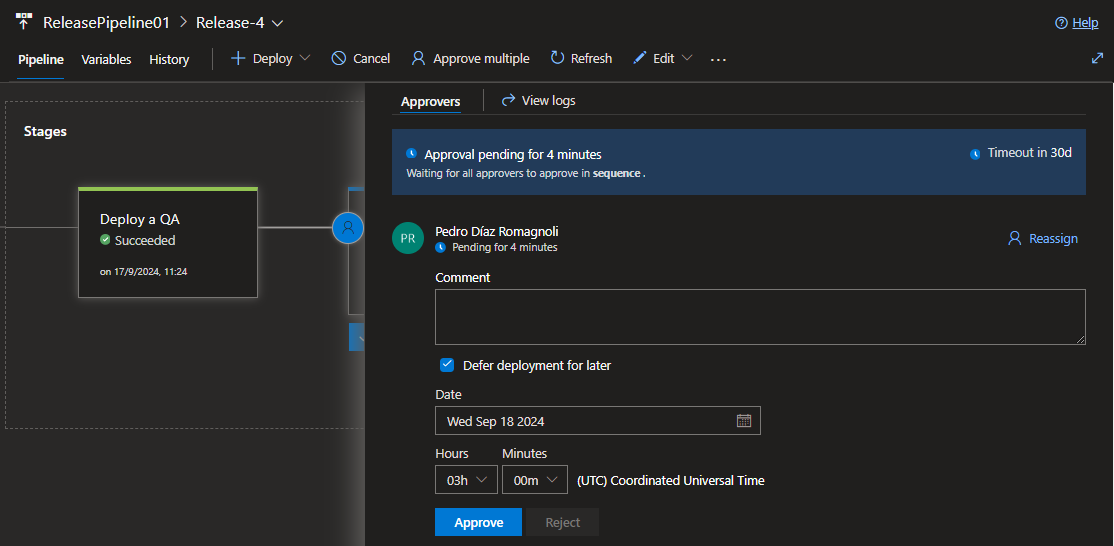 ReleasePipeline01 > Release-4
Help
Pipeline Variables History Deploy Cancel Approve multiple Refresh Edit ...
Approvers View logs
Stages
Approval pending for 4 minutes
Timeout in 30d
Waiting for all approvers to approve in sequence .
Deploy a QA
Succeeded
on 17/9/2024, 11:24
PR
Pedro Díaz Romagnoli
Pending for 4 minutes
Reassign
Comment
Defer deployment for later
Date
Wed Sep 18 2024
Hours Minutes
03h 00m (UTC) Coordinated Universal Time
Approve Reject